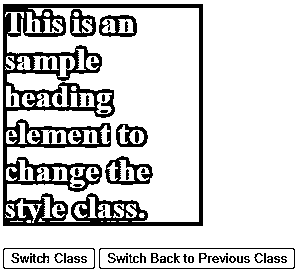 This is an
sample
heading
element to
change the
style class.
Switch Class Switch Back to Previous Class